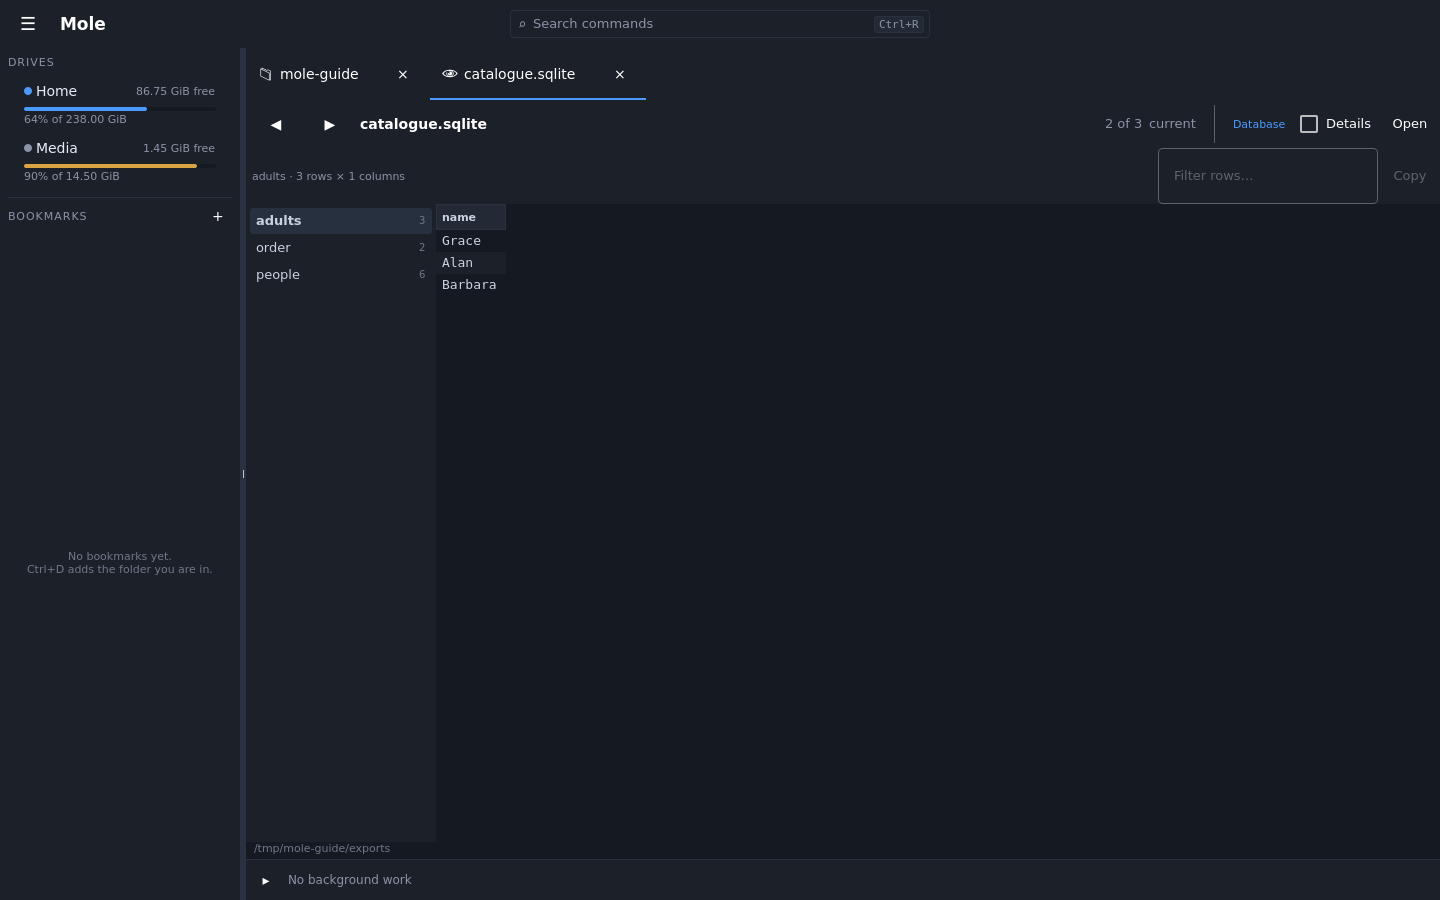 Mole
Search commands Ctrl+R
DRIVES
Home 86.75 GiB free
64% of 238.00 GiB
Media 1.45 GiB free
90% of 14.50 GiB
BOOKMARKS +
No bookmarks yet.
Ctrl+D adds the folder you are in.
mole-guide ×
catalogue.sqlite ×
catalogue.sqlite
2 of 3 current Database Details Open
adults · 3 rows × 1 columns
Filter rows... Copy
adults 3
order 2
people 6
name
Grace
Alan
Barbara
/tmp/mole-guide/exports
No background work